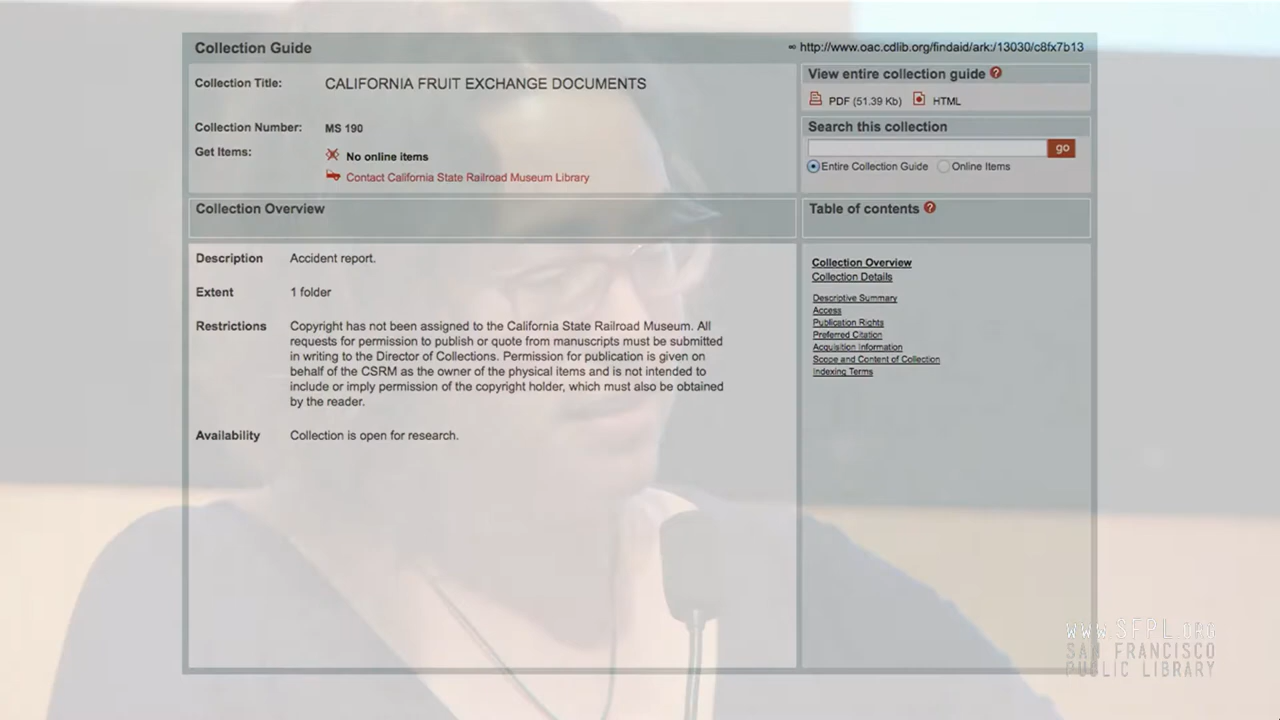 Collection Guide
∞ http://www.oac.cdlib.org/findaid/ark:/13030/c8fx7b13
Collection Title: CALIFORNIA FRUIT EXCHANGE DOCUMENTS
Collection Number: MS 190
Get Items: No online items
Contact California State Railroad Museum Library
View entire collection guide ?
PDF (51.39 Kb) HTML
Search this collection
go
Entire Collection Guide Online Items
Collection Overview
Description Accident report.
Extent 1 folder
Restrictions Copyright has not been assigned to the California State Railroad Museum. All
requests for permission to publish or quote from manuscripts must be submitted
in writing to the Director of Collections. Permission for publication is given on
behalf of the CSRM as the owner of the physical items and is not intended to
include or imply permission of the copyright holder, which must also be obtained
by the reader.
Availability Collection is open for research.
Table of contents ?
Collection Overview
Collection Details
Descriptive Summary
Access
Publication Rights
Preferred Citation
Acquisition Information
Scope and Content of Collection
Indexing Terms
WWW.SFPL.ORG
SAN FRANCISCO
PUBLIC LIBRARY